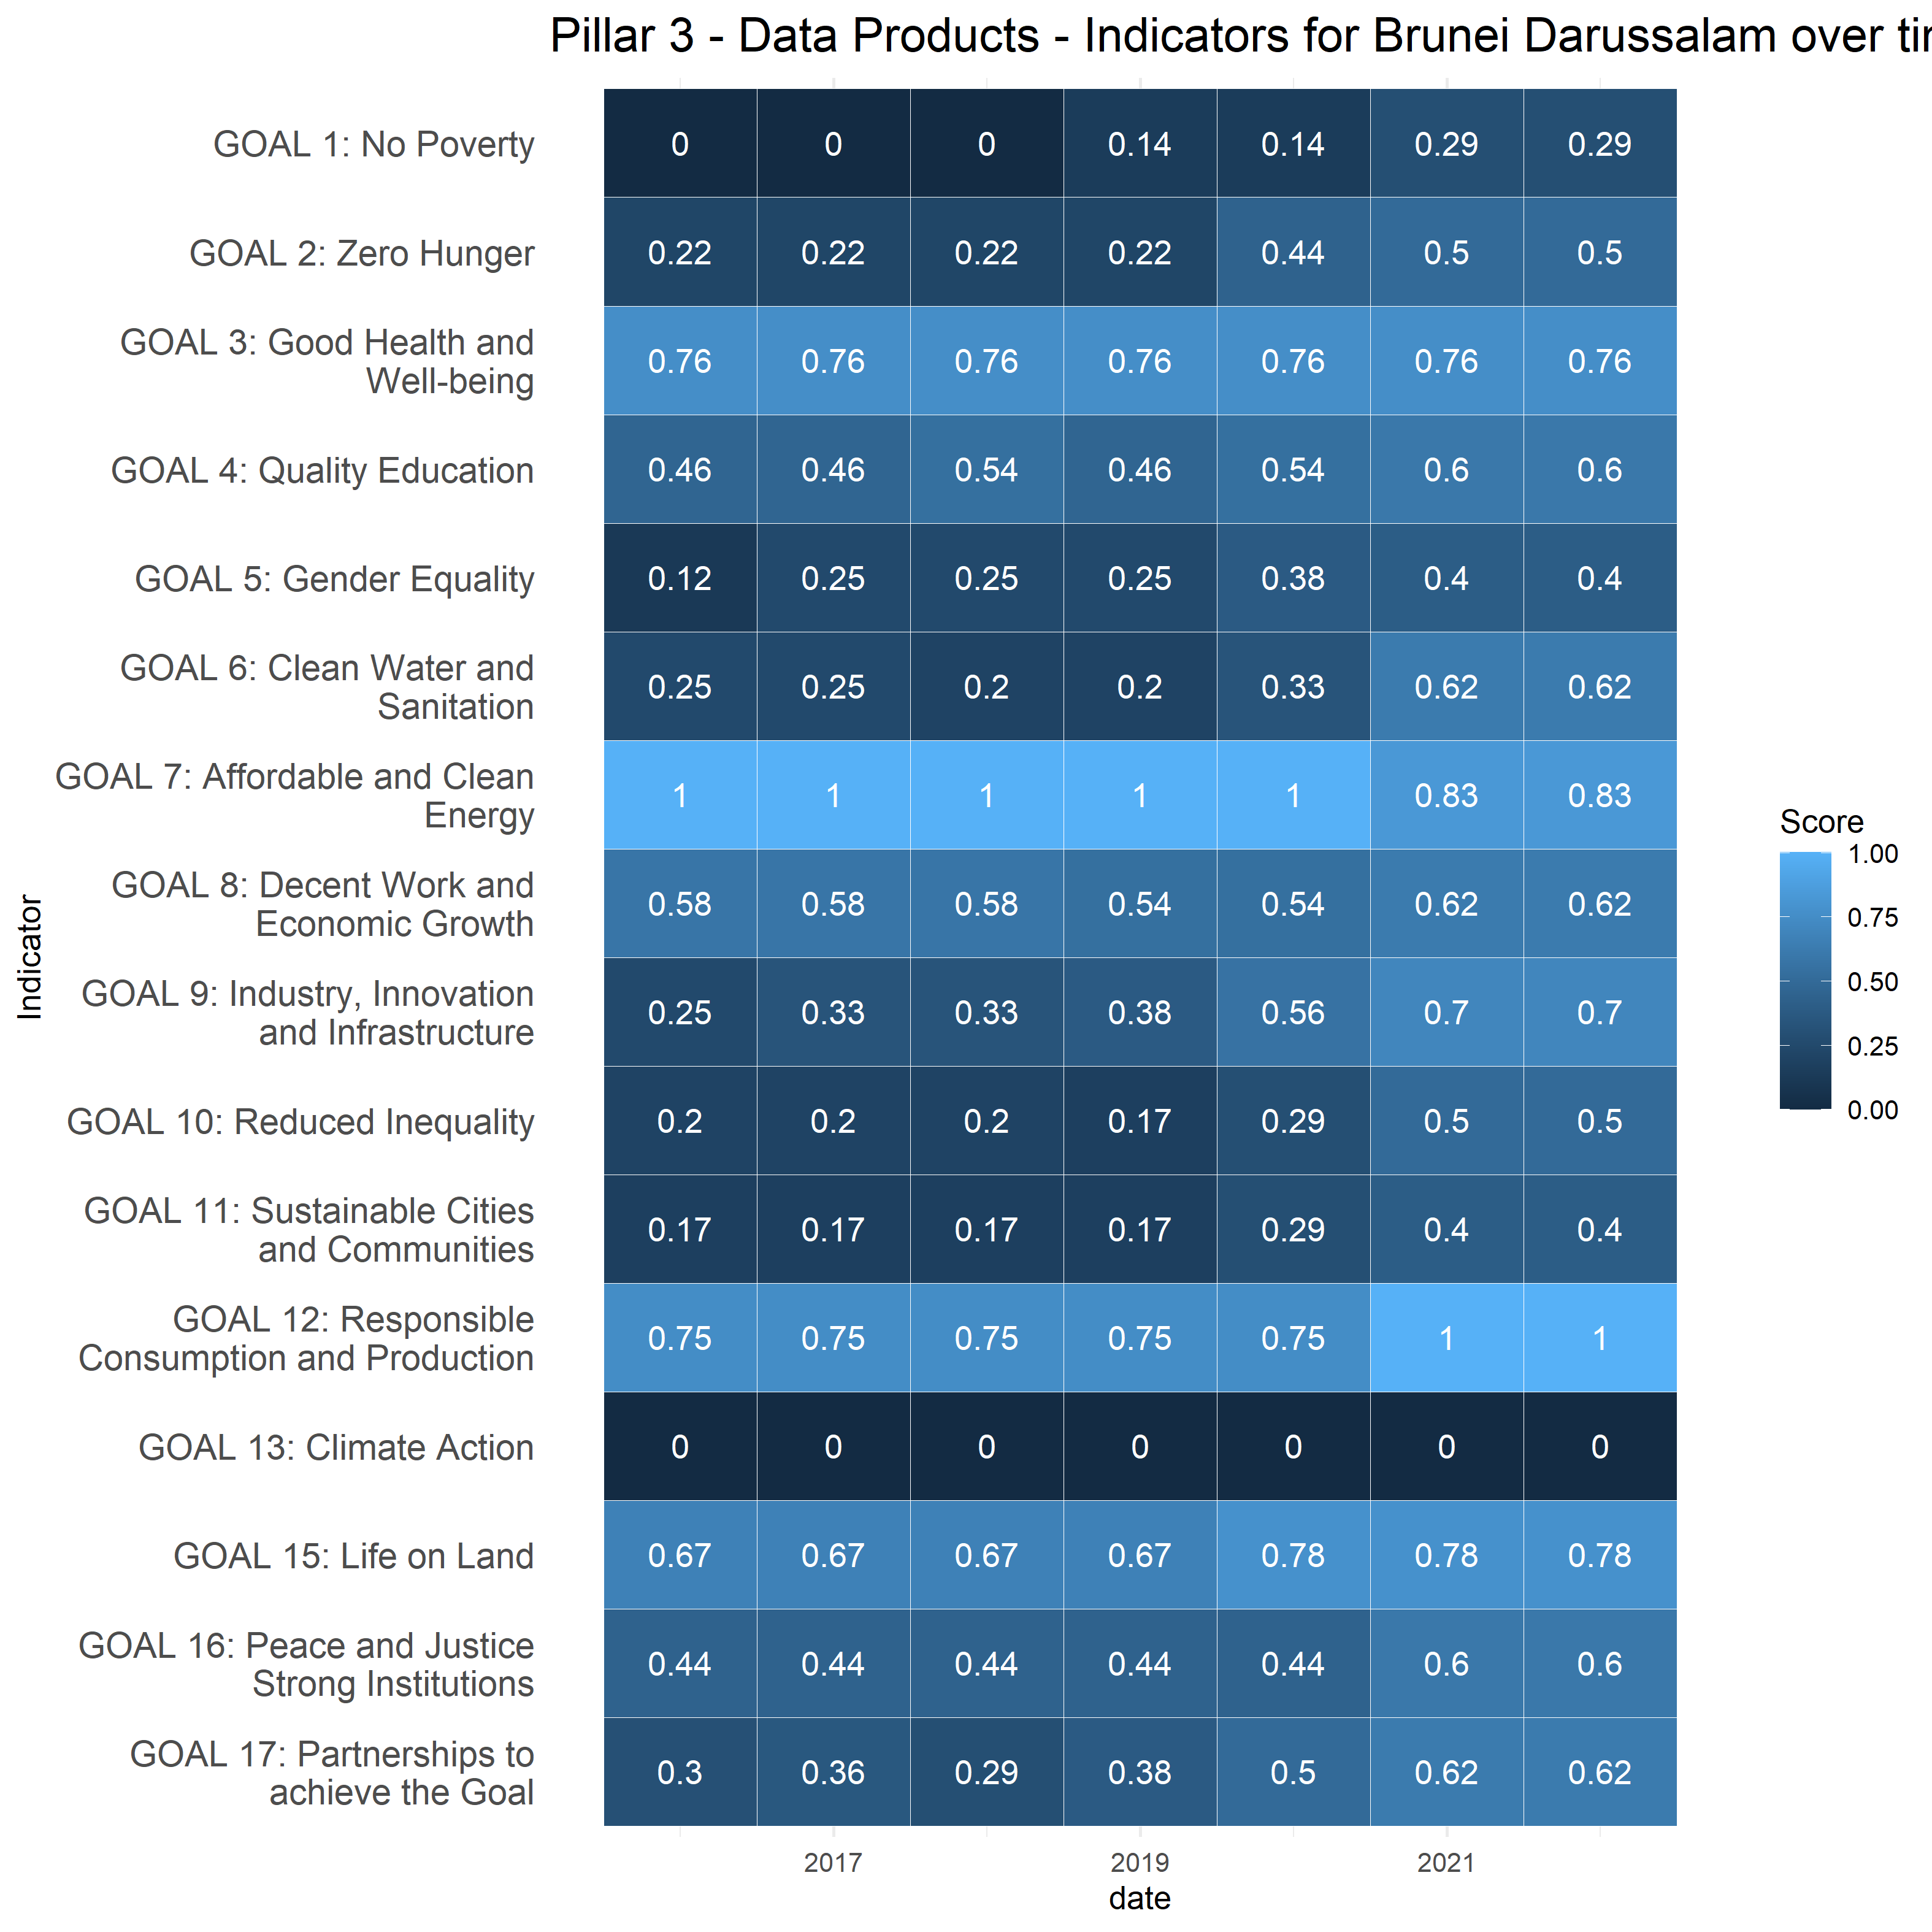 Pillar 3 - Data Products - Indicators for Brunei Darussalam over
GOAL 1: No Poverty
0 0 0 0.14 0.14 0.29 0.29
GOAL 2: Zero Hunger
0.22 0.22 0.22 0.22 0.44 0.5 0.5
GOAL 3: Good Health and
Well-being
0.76 0.76 0.76 0.76 0.76 0.76 0.76
GOAL 4: Quality Education
0.46 0.46 0.54 0.46 0.54 0.6 0.6
GOAL 5: Gender Equality
0.12 0.25 0.25 0.25 0.38 0.4 0.4
GOAL 6: Clean Water and
Sanitation
0.25 0.25 0.2 0.2 0.33 0.62 0.62
GOAL 7: Affordable and Clean
Energy
1 1 1 1 1 0.83 0.83
GOAL 8: Decent Work and
Economic Growth
0.58 0.58 0.58 0.54 0.54 0.62 0.62
GOAL 9: Industry, Innovation
and Infrastructure
0.25 0.33 0.33 0.38 0.56 0.7 0.7
GOAL 10: Reduced Inequality
0.2 0.2 0.2 0.17 0.29 0.5 0.5
GOAL 11: Sustainable Cities
and Communities
0.17 0.17 0.17 0.17 0.29 0.4 0.4
GOAL 12: Responsible
Consumption and Production
0.75 0.75 0.75 0.75 0.75 1 1
GOAL 13: Climate Action
0 0 0 0 0 0 0
GOAL 15: Life on Land
0.67 0.67 0.67 0.67 0.78 0.78 0.78
GOAL 16: Peace and Justice
Strong Institutions
0.44 0.44 0.44 0.44 0.44 0.6 0.6
GOAL 17: Partnerships to
achieve the Goal
0.3 0.36 0.29 0.38 0.5 0.62 0.62
2017 2019 2021
date
Indicator
Score
1.00
0.75
0.50
0.25
0.00